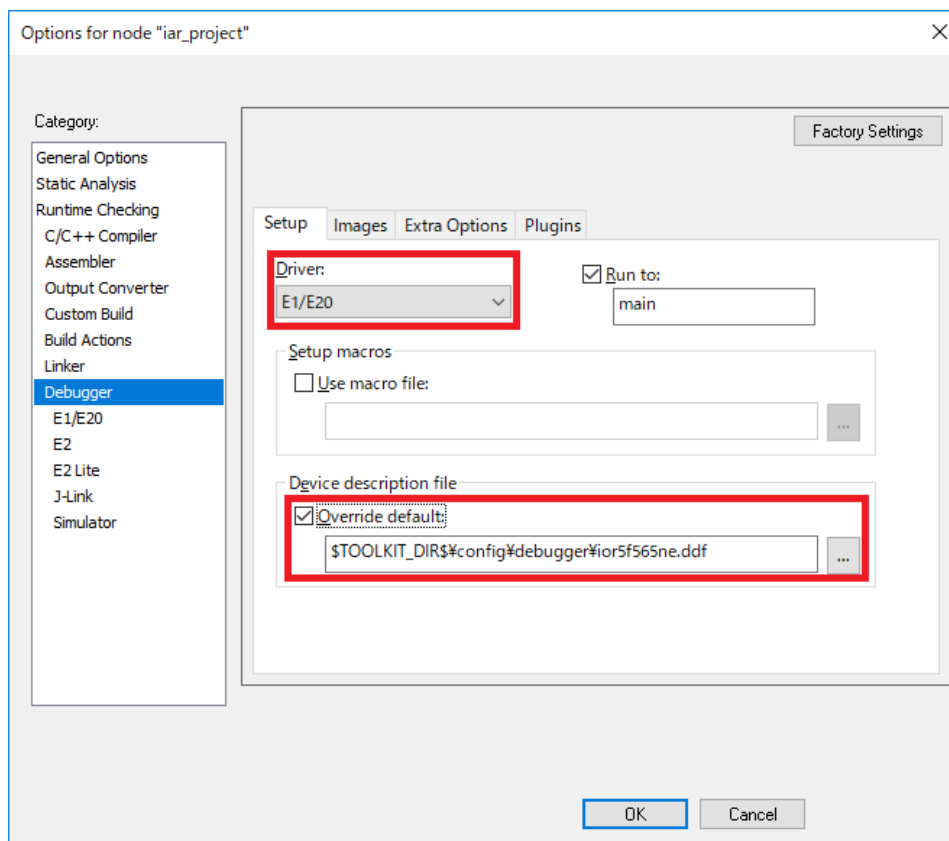 Options for node "iar_project"
Category:
General Options
Static Analysis
Runtime Checking
C/C++ Compiler
Assembler
Output Converter
Custom Build
Build Actions
Linker
Debugger
E1/E20
E2
E2 Lite
J-Link
Simulator
Factory Settings
Setup Images Extra Options Plugins
Driver:
E1/E20
Run to:
main
Setup macros
Use macro file:
...
Device description file
Override default:
$TOOLKIT_DIR$¥config¥debugger¥ior5f565ne.ddf
...
OK Cancel